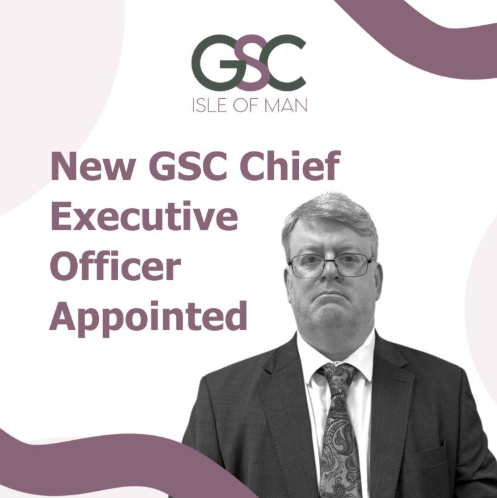 GSC
ISLE OF MAN
New GSC Chief
Executive
Officer
Appointed